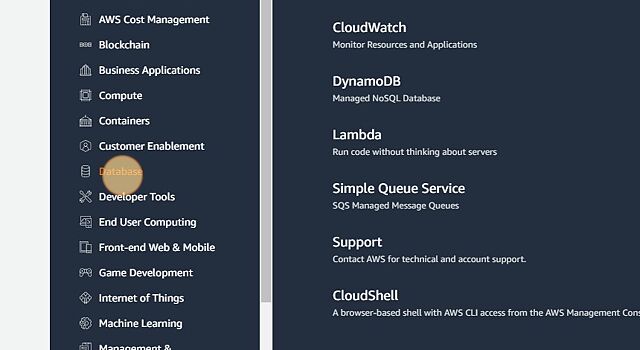 AWS Cost Management
Blockchain
Business Applications
Compute
Containers
Customer Enablement
Database
Developer Tools
End User Computing
Front-end Web & Mobile
Game Development
Internet of Things
Machine Learning
Management &
CloudWatch
Monitor Resources and Applications
DynamoDB
Managed NoSQL Database
Lambda
Run code without thinking about servers
Simple Queue Service
SQS Managed Message Queues
Support
Contact AWS for technical and account support.
CloudShell
A browser-based shell with AWS CLI access from the AWS Management Cons